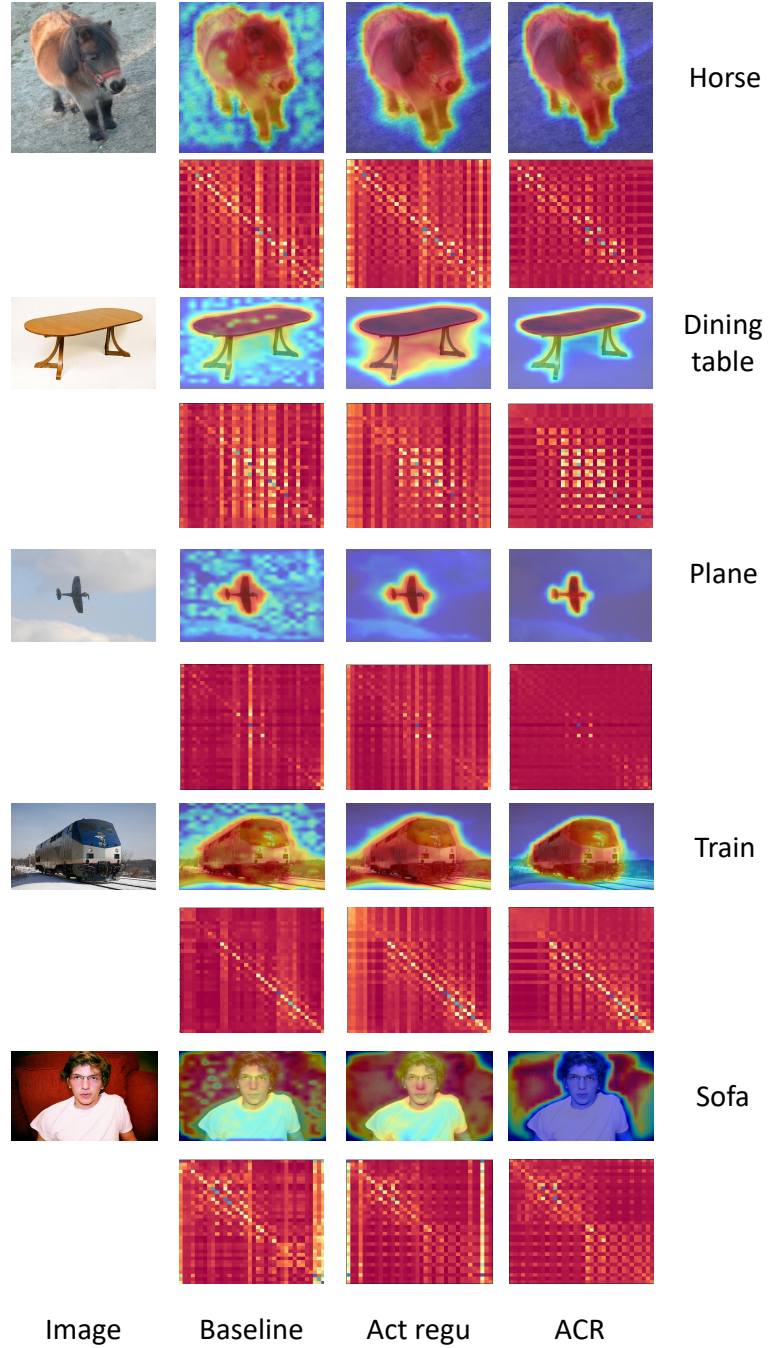 Horse
Dining
table
Plane
Train
Sofa
Image Baseline Act regu ACR